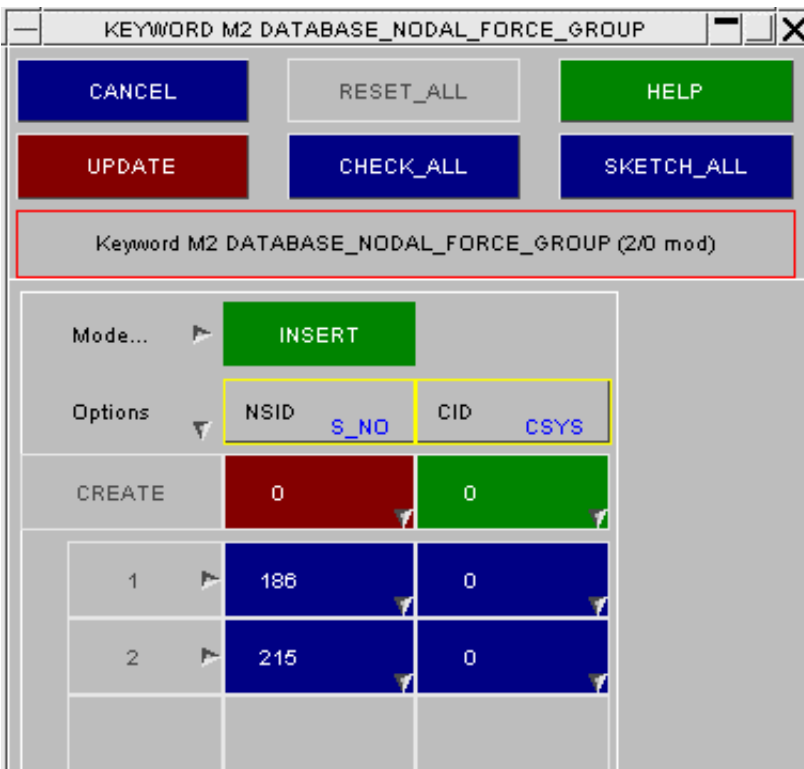 KEYWORD M2 DATABASE_NODAL_FORCE_GROUP
CANCEL RESET_ALL HELP
UPDATE CHECK_ALL SKETCH_ALL
Keyword M2 DATABASE_NODAL_FORCE_GROUP (2/0 mod)
Mode... INSERT
Options NSID S_NO CID CSYS
CREATE 0 0
1 186 0
2 215 0